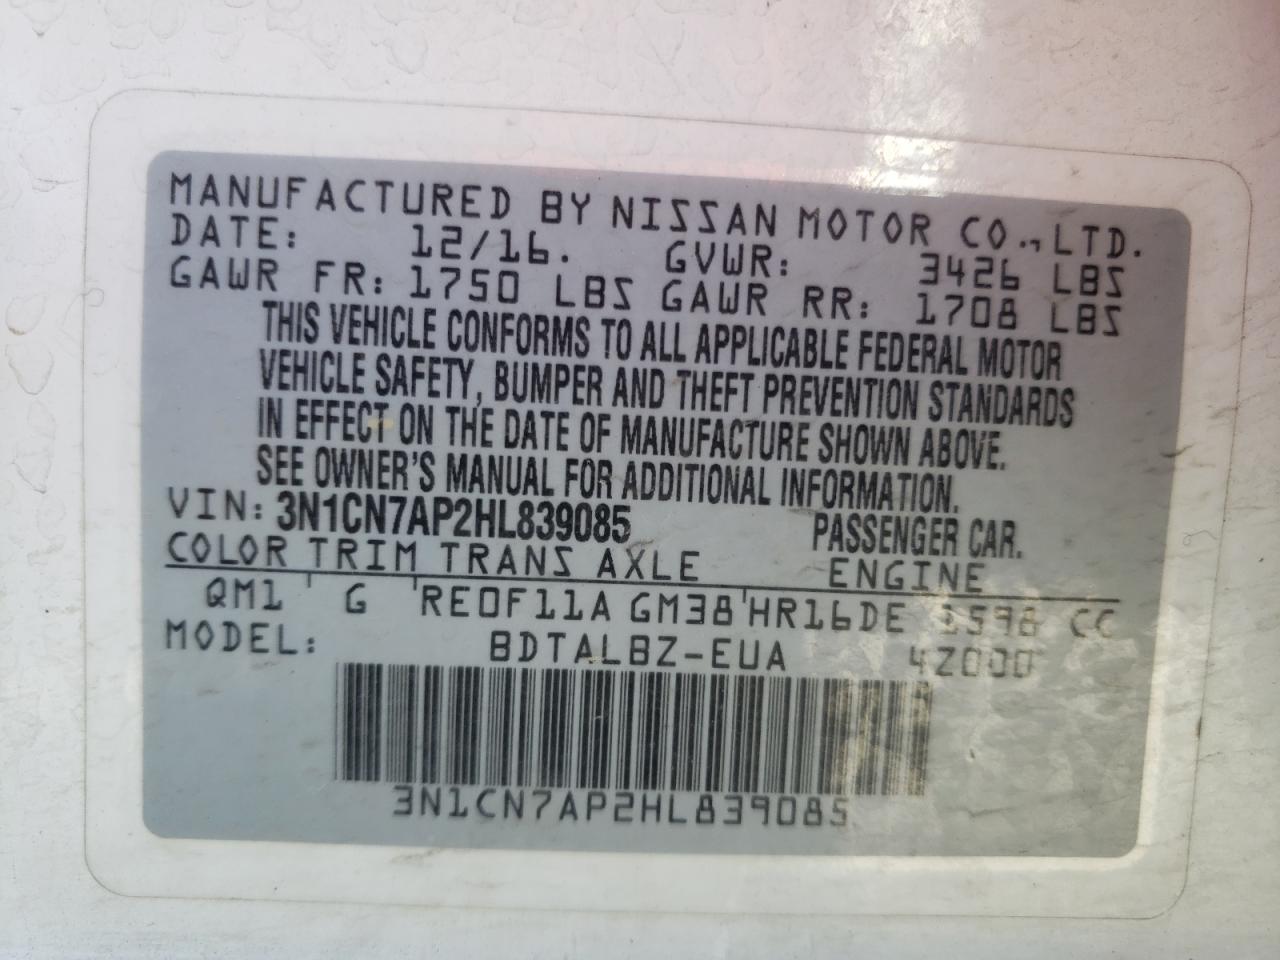 MANUFACTURED BY NISSAN MOTOR CO., LTD.
DATE: 12/16. GVWR: 3426 LBS
GAWR FR: 1750 LBS GAWR RR: 1708 LBS
THIS VEHICLE CONFORMS TO ALL APPLICABLE FEDERAL MOTOR
VEHICLE SAFETY, BUMPER AND THEFT PREVENTION STANDARDS
IN EFFECT ON THE DATE OF MANUFACTURE SHOWN ABOVE.
SEE OWNER'S MANUAL FOR ADDITIONAL INFORMATION.
VIN: 3N1CN7AP2HL839085 PASSENGER CAR.
COLOR TRIM TRANS AXLE ENGINE
QM1 ' G 'RE0F11A GM38'HR16DE 1598 CC
MODEL: BDTALBZ-EUA 4Z000
3N1CN7AP2HL839085